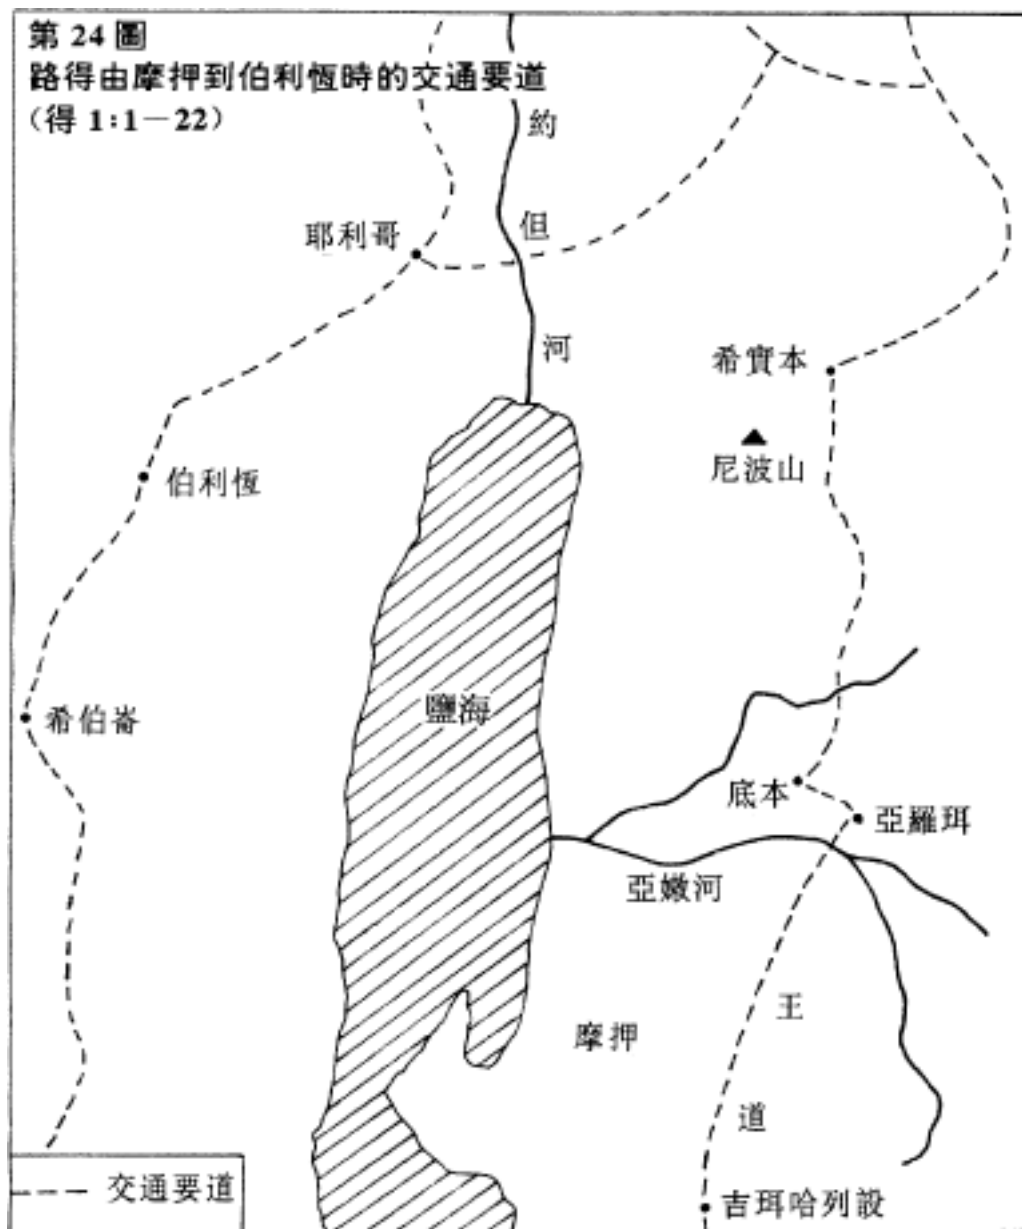 第 24 圖
路得由摩押到伯利恆時的交通要道
（得 1:1－22）
約但河
耶利哥
希實本
尼波山
伯利恆
鹽海
希伯崙
底本
亞羅珥
亞嫩河
摩押
王道
吉珥哈列設
交通要道